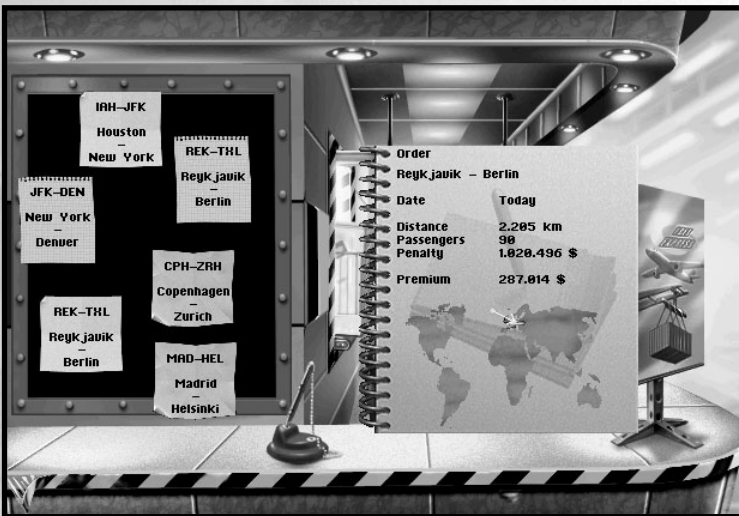 IAH-JFK
Houston
-
New York
REK-TXL
Reykjavik
-
Berlin
JFK-DEN
New York
-
Denver
CPH-ZRH
Copenhagen
-
Zurich
REK-TXL
Reykjavik
-
Berlin
MAD-HEL
Madrid
-
Helsinki
Order
Reykjavik - Berlin
Date Today
Distance 2.205 km
Passengers 90
Penalty 1.020.496 $
Premium 287.014 $